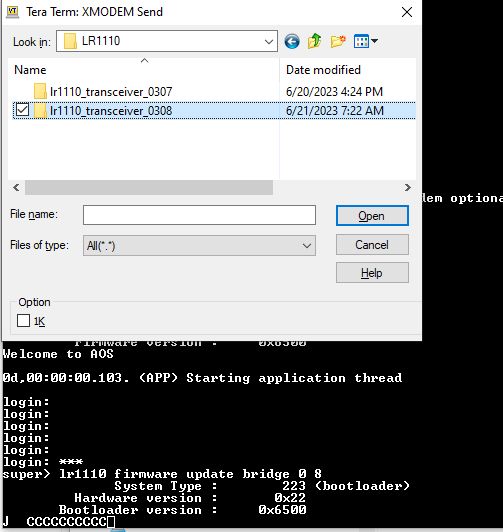 VT Tera Term: XMODEM Send
Look in: LR1110
Name Date modified
lr1110_transceiver_0307 6/20/2023 4:24 PM
lr1110_transceiver_0308 6/21/2023 7:22 AM
File name: Open
Files of type: All(*.*) Cancel
Help
Option
1K
dem optiona
Firmware version : 0x6500
Welcome to AOS
0d,00:00:00.103. (APP) Starting application thread
login:
login:
login:
login:
login: ***
super> lr1110 firmware update bridge 0 8
System Type : 223 (bootloader)
Hardware version : 0x22
Bootloader version : 0x6500
J CCCCCCCCCC